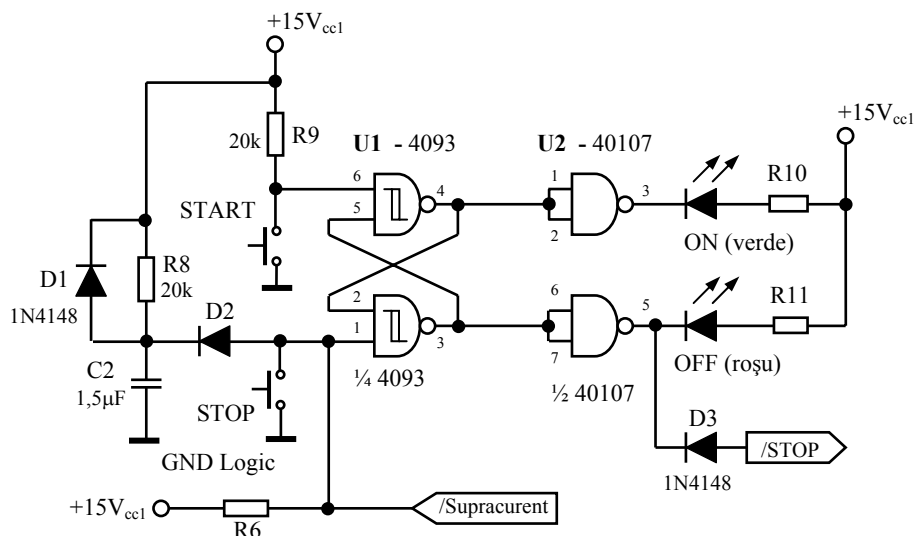 +15Vcc1
20k
R9
U1 - 4093
U2 - 40107
+15Vcc1
6
5
4
1
2
3
R10
START
ON (verde)
D1
1N4148
R8
20k
D2
2
1
3
6
7
5
R11
OFF (roşu)
C2
1,5μF
STOP
¼ 4093
½ 40107
D3
1N4148
/STOP
GND Logic
+15Vcc1
R6
/Supracurent